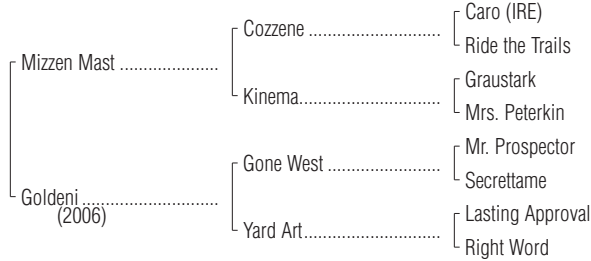 Caro (IRE)
Cozzene ..............................
Ride the Trails
Mizzen Mast ......................
Graustark
Kinema................................
Mrs. Peterkin
Mr. Prospector
Gone West .........................
Secrettame
Goldeni ..............................
(2006)
Lasting Approval
Yard Art...............................
Right Word